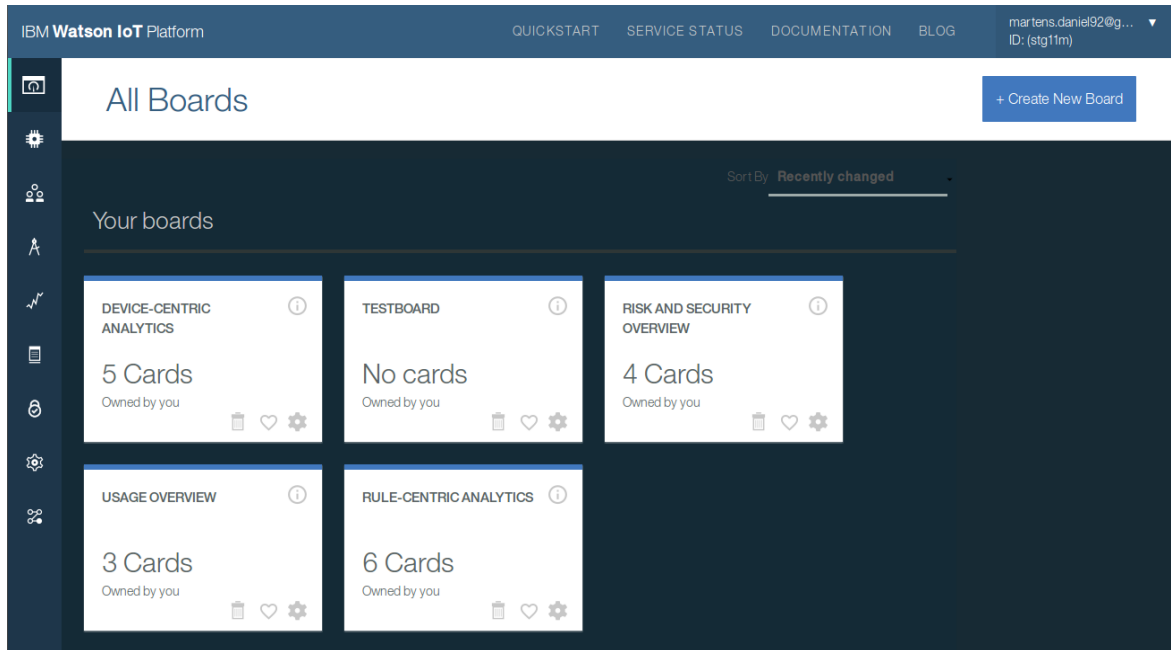 IBM Watson IoT Platform
QUICKSTART SERVICE STATUS DOCUMENTATION BLOG
martens.daniel92@g...
ID: (stg11m)
All Boards
+ Create New Board
Sort By Recently changed
Your boards
DEVICE-CENTRIC
ANALYTICS
5 Cards
Owned by you
TESTBOARD
No cards
Owned by you
RISK AND SECURITY
OVERVIEW
4 Cards
Owned by you
USAGE OVERVIEW
3 Cards
Owned by you
RULE-CENTRIC ANALYTICS
6 Cards
Owned by you